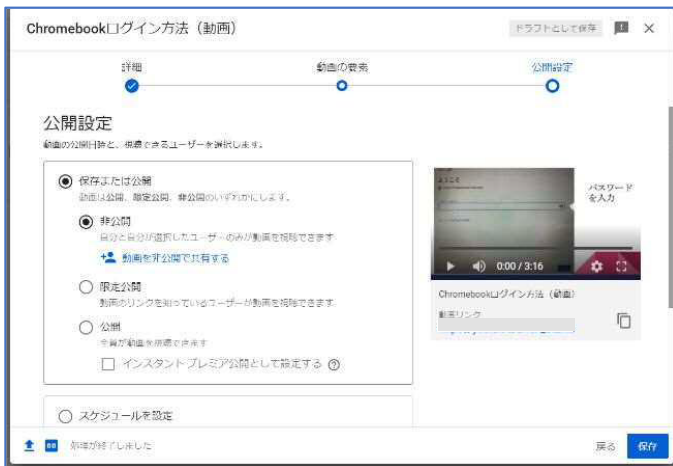 Chromebookログイン方法（動画）
ドラフトとして保存
詳細
動画の要素
公開設定
公開設定
動画の公開日時と、視聴できるユーザーを選択します。
保存または公開
動画は公開、限定公開、非公開のいずれかにします。
非公開
自分と自分が選択したユーザーのみが動画を視聴できます
動画を非公開で共有する
限定公開
動画のリンクを知っているユーザーが動画を視聴できます
公開
全員が動画を視聴できます
インスタント プレミア公開として設定する
スケジュールを設定
ようこそ
パスワード
を入力
0:00 / 3:16
Chromebookログイン方法（動画）
動画リンク
処理が終了しました
戻る
保存